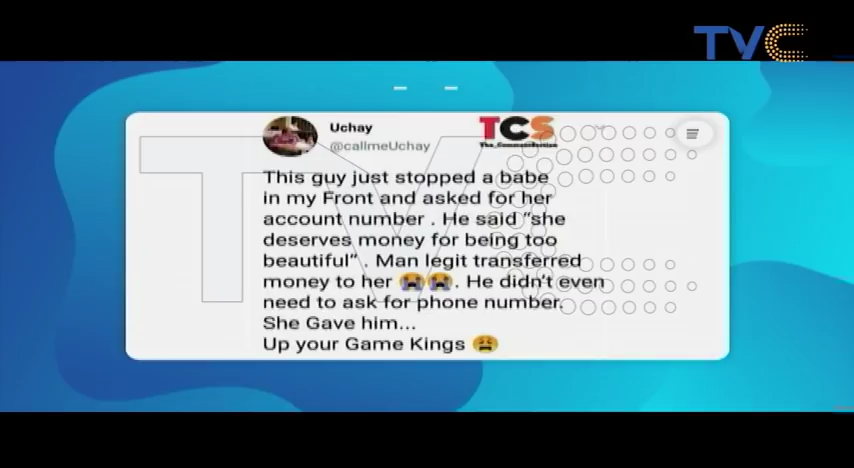 TVC
Uchay
@callmeUchay
TCS
This guy just stopped a babe
in my Front and asked for her
account number . He said “she
deserves money for being too
beautiful” . Man legit transferred
money to her 😭😭. He didn't even
need to ask for phone number.
She Gave him...
Up your Game Kings 😩